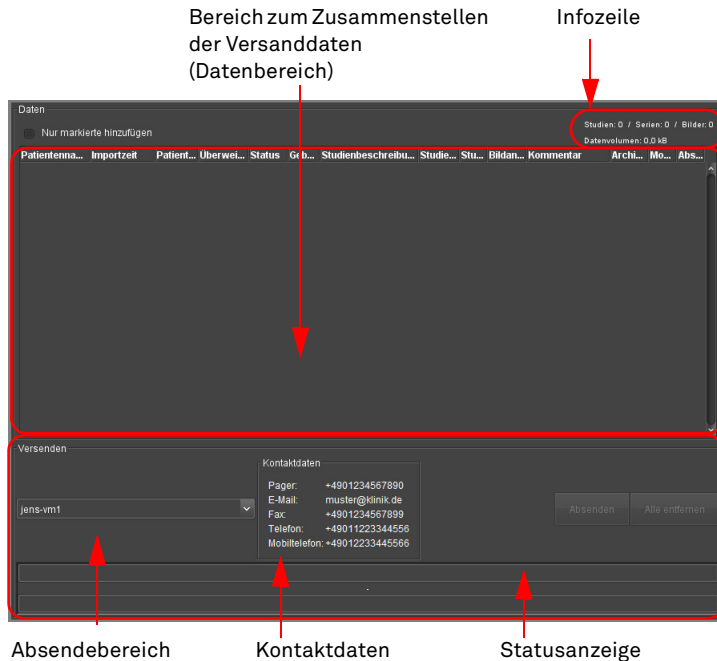 Bereich zum Zusammenstellen
der Versanddaten
(Datenbereich)
Infozeile
Daten
Nur markierte hinzufügen
Studien: 0 / Serien: 0 / Bilder: 0
Datenvolumen: 0,0 kB
Patientenna... Importzeit Patient... Überwei... Status Geb... Studienbeschreibu... Studie... Stu... Bildan... Kommentar Archi... Mo... Abs...
Versenden
Kontaktdaten
Pager: +4901234567890
E-Mail: muster@klinik.de
Fax: +4901234567899
Telefon: +49011223344556
Mobiltelefon: +49012233445566
jens-vm1
Absenden Alle entfernen
Absendebereich Kontaktdaten Statusanzeige